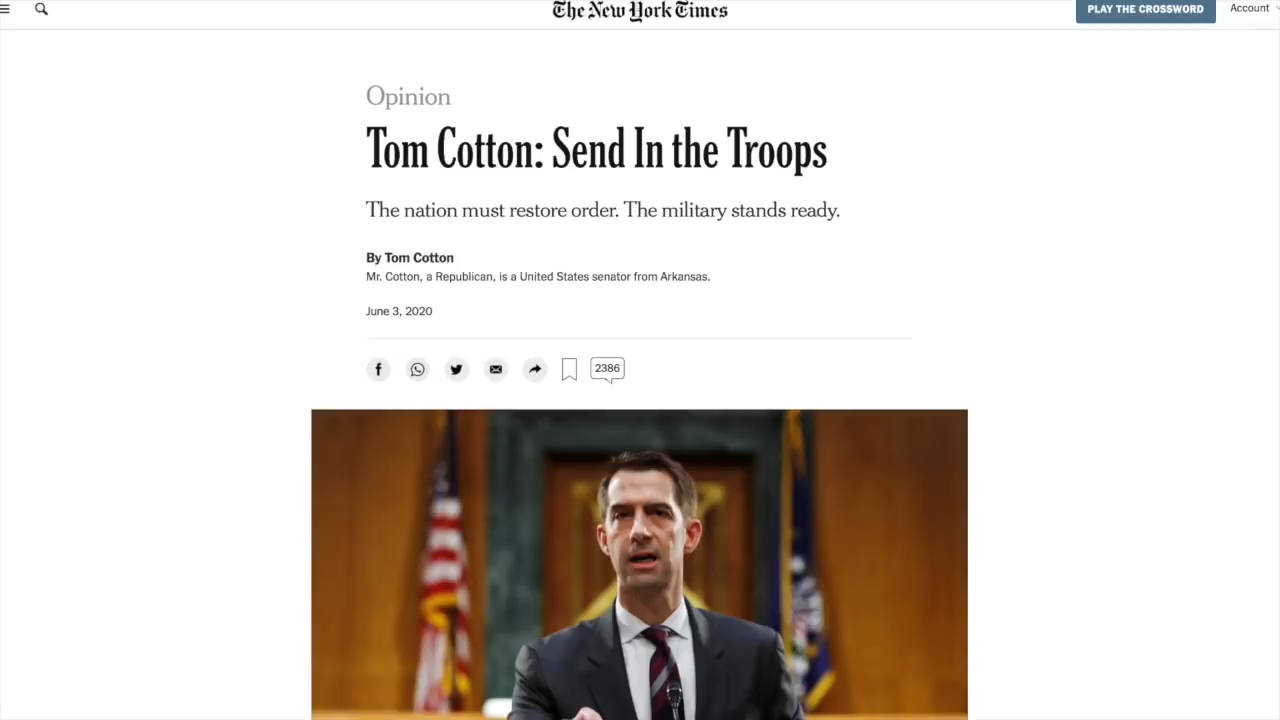 The New York Times
PLAY THE CROSSWORD
Account
Opinion
Tom Cotton: Send In the Troops
The nation must restore order. The military stands ready.
By Tom Cotton
Mr. Cotton, a Republican, is a United States senator from Arkansas.
June 3, 2020
2386